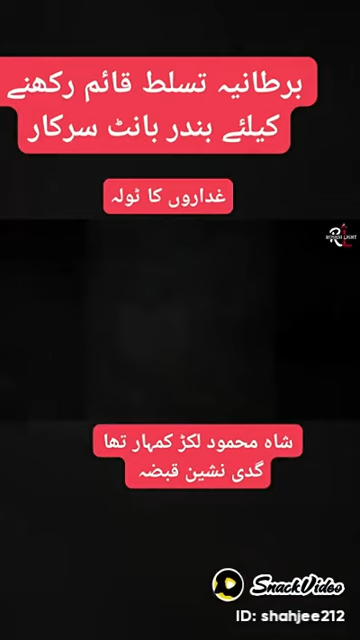 برطانیہ تسلط قائم رکھنے
کیلئے بندر بانٹ سرکار
غداروں کا ٹولہ
شاہ محمود لکڑ کمہار تھا
گدی نشین قبضہ
SnackVideo
ID: shahjee212